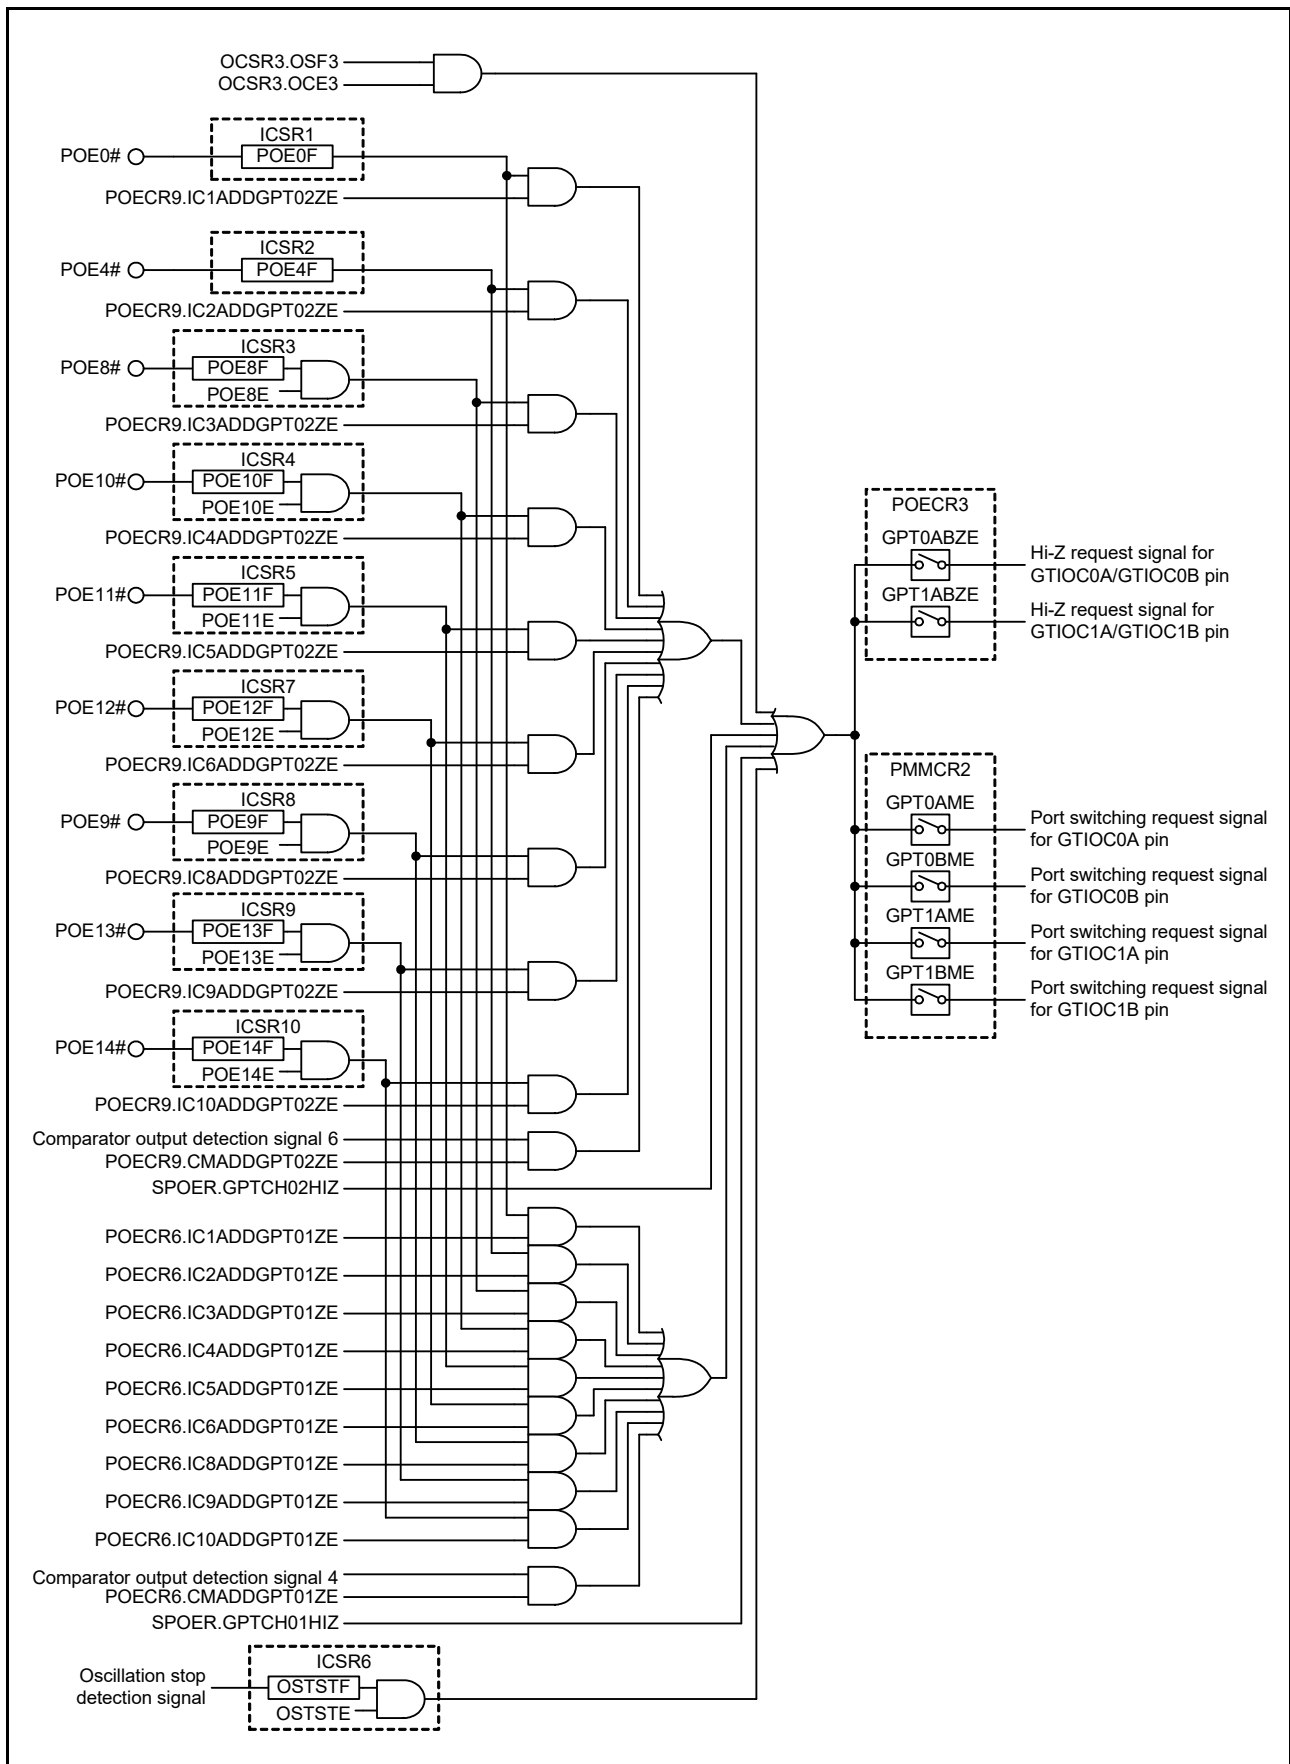 OCSR3.OSF3
OCSR3.OCE3
ICSR1
POE0#
POE0F
POECR9.IC1ADDGPT02ZE
ICSR2
POE4#
POE4F
POECR9.IC2ADDGPT02ZE
ICSR3
POE8#
POE8F
POE8E
POECR9.IC3ADDGPT02ZE
ICSR4
POE10#
POE10F
POE10E
POECR9.IC4ADDGPT02ZE
ICSR5
POE11#
POE11F
POE11E
POECR9.IC5ADDGPT02ZE
ICSR7
POE12#
POE12F
POE12E
POECR9.IC6ADDGPT02ZE
ICSR8
POE9#
POE9F
POE9E
POECR9.IC8ADDGPT02ZE
ICSR9
POE13#
POE13F
POE13E
POECR9.IC9ADDGPT02ZE
ICSR10
POE14#
POE14F
POE14E
POECR9.IC10ADDGPT02ZE
Comparator output detection signal 6
POECR9.CMADDGPT02ZE
SPOER.GPTCH02HIZ
POECR6.IC1ADDGPT01ZE
POECR6.IC2ADDGPT01ZE
POECR6.IC3ADDGPT01ZE
POECR6.IC4ADDGPT01ZE
POECR6.IC5ADDGPT01ZE
POECR6.IC6ADDGPT01ZE
POECR6.IC8ADDGPT01ZE
POECR6.IC9ADDGPT01ZE
POECR6.IC10ADDGPT01ZE
Comparator output detection signal 4
POECR6.CMADDGPT01ZE
SPOER.GPTCH01HIZ
ICSR6
Oscillation stop
detection signal
OSTSTF
OSTSTE
POECR3
GPT0ABZE
Hi-Z request signal for
GTIOC0A/GTIOC0B pin
GPT1ABZE
Hi-Z request signal for
GTIOC1A/GTIOC1B pin
PMMCR2
GPT0AME
Port switching request signal
for GTIOC0A pin
GPT0BME
Port switching request signal
for GTIOC0B pin
GPT1AME
Port switching request signal
for GTIOC1A pin
GPT1BME
Port switching request signal
for GTIOC1B pin